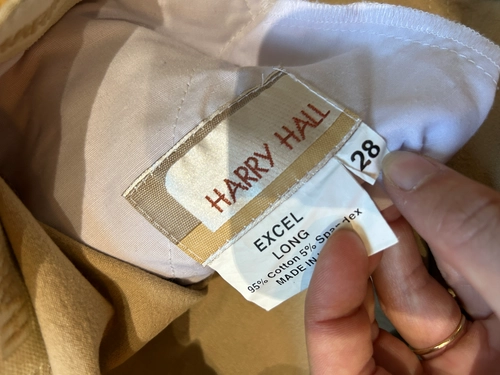 HARRY HALL
28
EXCEL
LONG
95% Cotton 5% Spandex
MADE IN